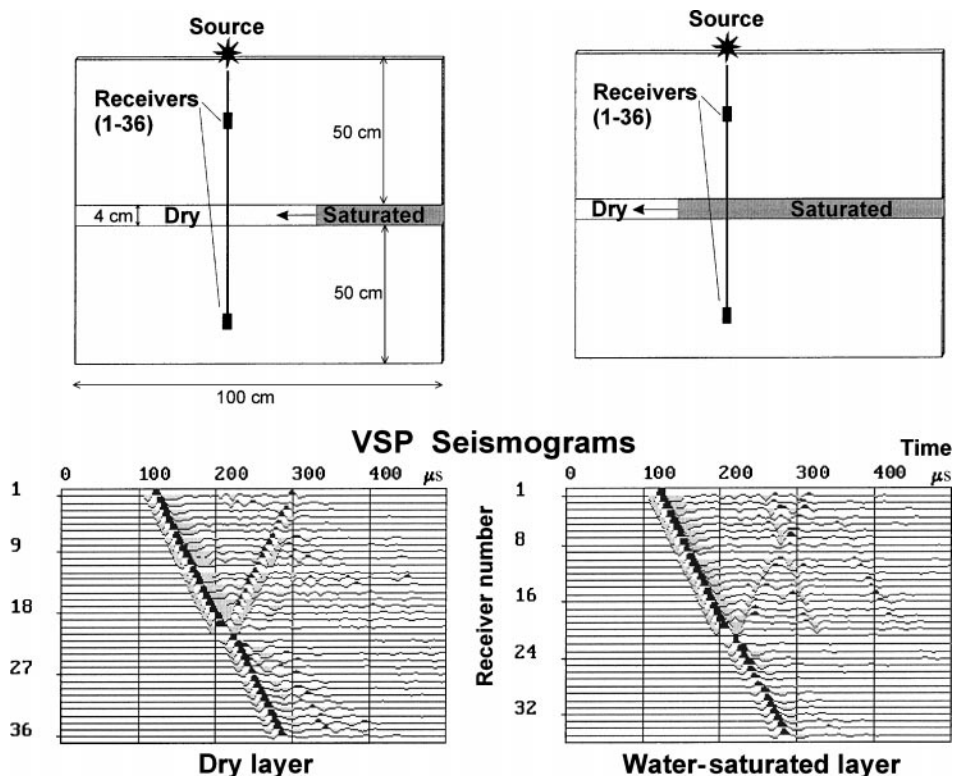 Source
Receivers
(1-36)
50 cm
4 cm
Dry
Saturated
50 cm
100 cm
Source
Receivers
(1-36)
Dry
Saturated
VSP Seismograms
Time
0 100 200 300 400 µs
1
9
18
27
36
Dry layer
0 100 200 300 400 µs
Receiver number
1
8
16
24
32
Water-saturated layer